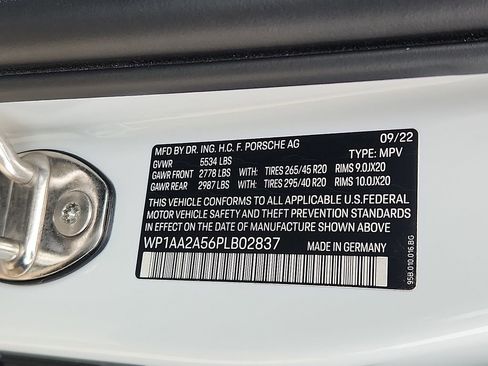 09/22
MFD BY DR. ING. H.C. F. PORSCHE AG
GVWR 5534 LBS TYPE: MPV
GAWR FRONT 2778 LBS WITH: TIRES 265/45 R20 RIMS 9.0JX20
GAWR REAR 2987 LBS WITH: TIRES 295/40 R20 RIMS 10.0JX20
THIS VEHICLE CONFORMS TO ALL APPLICABLE U.S.FEDERAL
MOTOR VEHICLE SAFETY AND THEFT PREVENTION STANDARDS
IN EFFECT ON THE DATE OF MANUFACTURE SHOWN ABOVE
WP1AA2A56PLB02837 MADE IN GERMANY
95B.010.016.BG